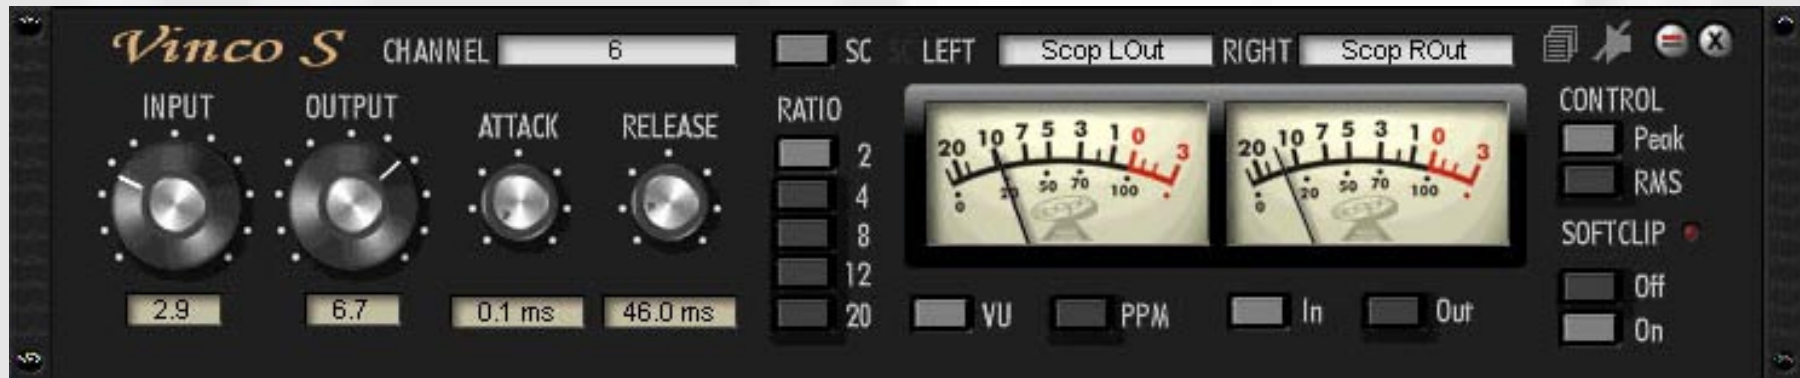 Vinco S
CHANNEL 6
SC
LEFT Scop LOut
RIGHT Scop ROut
INPUT
OUTPUT
ATTACK
RELEASE
2.9
6.7
0.1 ms
46.0 ms
RATIO
2
4
8
12
20
20 10 7 5 3 1 0 3
0 20 50 70 100
20 10 7 5 3 1 0 3
0 20 50 70 100
VU
PPM
In
Out
CONTROL
Peak
RMS
SOFTCLIP
Off
On